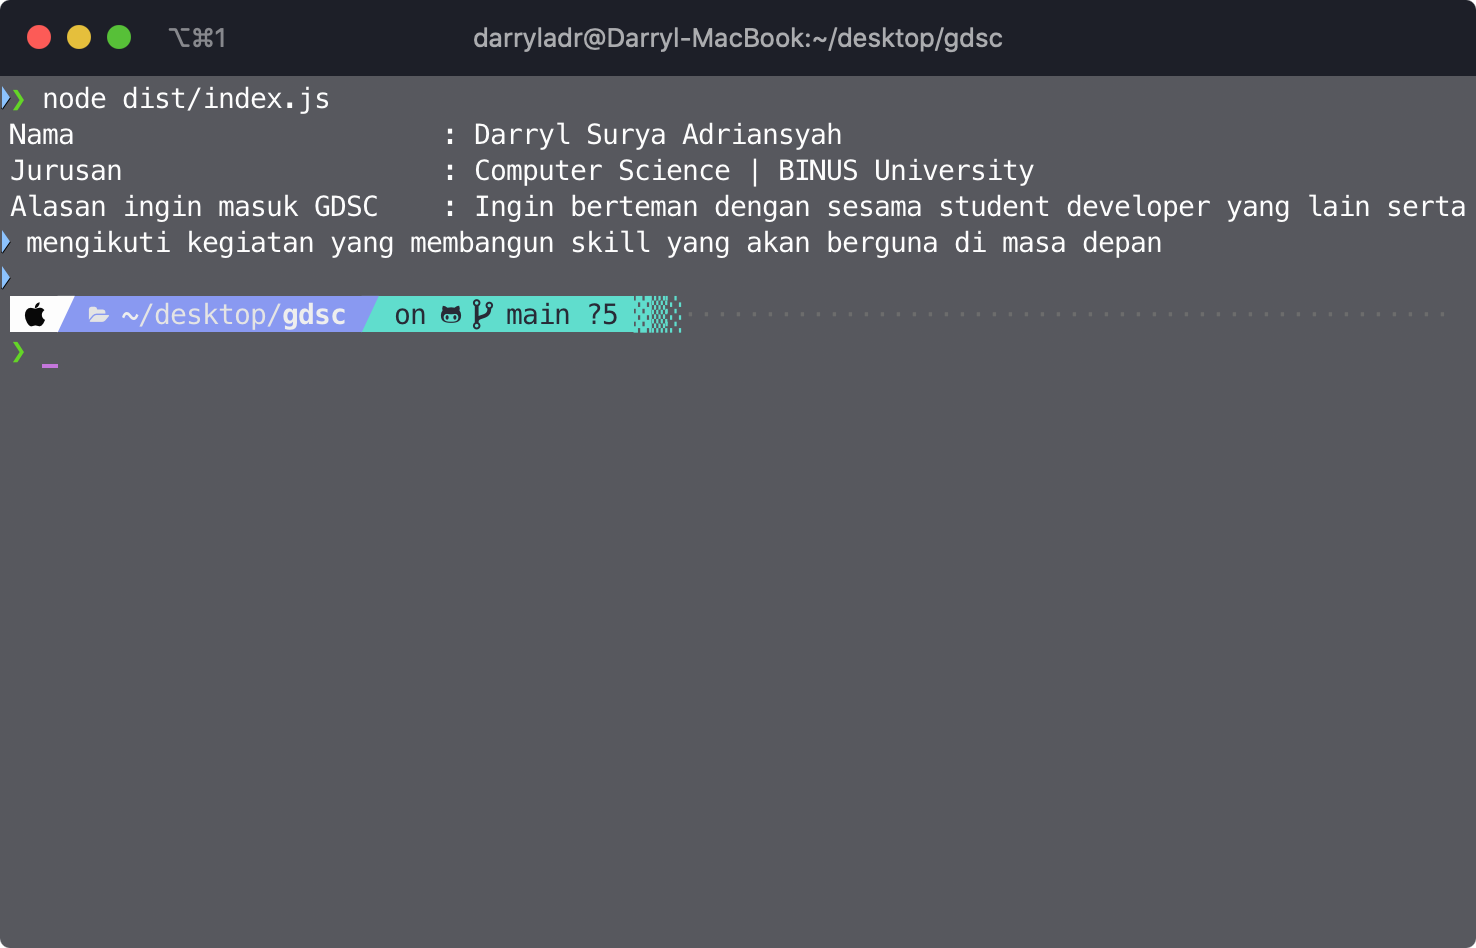 ⌥⌘1 darryladr@Darryl-MacBook:~/desktop/gdsc
❯ node dist/index.js
Nama : Darryl Surya Adriansyah
Jurusan : Computer Science | BINUS University
Alasan ingin masuk GDSC : Ingin berteman dengan sesama student developer yang lain serta
mengikuti kegiatan yang membangun skill yang akan berguna di masa depan
~/desktop/gdsc on main ?5
❯ _